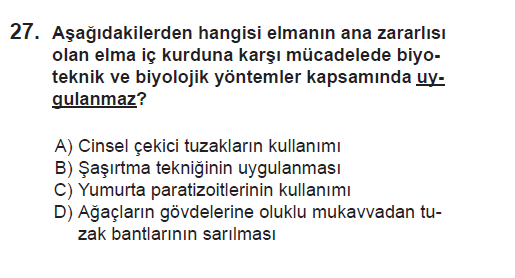 27. Aşağıdakilerden hangisi elmanın ana zararlısı
olan elma iç kurduna karşı mücadelede biyo-
teknik ve biyolojik yöntemler kapsamında uy-
gulanmaz?
A) Cinsel çekici tuzakların kullanımı
B) Şaşırtma tekniğinin uygulanması
C) Yumurta paratizoitlerinin kullanımı
D) Ağaçların gövdelerine oluklu mukavvadan tu-
zak bantlarının sarılması